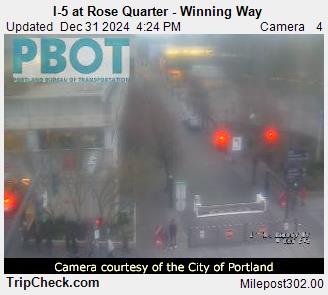 I-5 at Rose Quarter - Winning Way
Updated Dec 31 2024 4:24 PM Camera 4
PBOT
PORTLAND BUREAU OF TRANSPORTATION
Camera courtesy of the City of Portland
TripCheck.com Milepost302.00